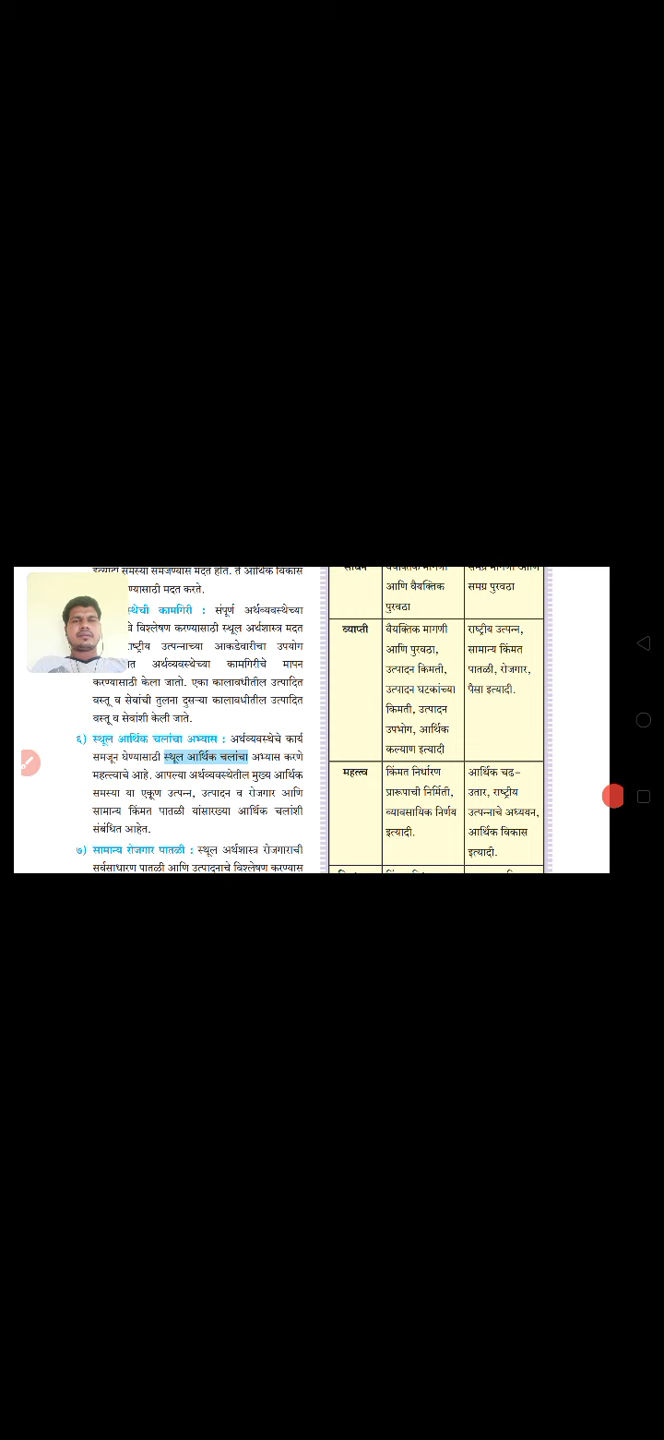 समस्या समजण्यास मदत होते. ते आर्थिक विकास
ण्यासाठी मदत करते.
स्थेची कामगिरी : संपूर्ण अर्थव्यवस्थेच्या
चे विश्लेषण करण्यासाठी स्थूल अर्थशास्त्र मदत
राष्ट्रीय उत्पन्नाच्या आकडेवारीचा उपयोग
अर्थव्यवस्थेच्या कामगिरीचे मापन
करण्यासाठी केला जातो. एका कालावधीतील उत्पादित
वस्तू व सेवांची तुलना दुसऱ्या कालावधीतील उत्पादित
वस्तू व सेवांशी केली जाते.
६) स्थूल आर्थिक चलांचा अभ्यास : अर्थव्यवस्थेचे कार्य
समजून घेण्यासाठी स्थूल आर्थिक चलांचा अभ्यास करणे
महत्त्वाचे आहे. आपल्या अर्थव्यवस्थेतील मुख्य आर्थिक
समस्या या एकूण उत्पन्न, उत्पादन व रोजगार आणि
सामान्य किंमत पातळी यांसारख्या आर्थिक चलांशी
संबंधित आहेत.
७) सामान्य रोजगार पातळी : स्थूल अर्थशास्त्र रोजगाराची
सर्वसाधारण पातळी आणि उत्पादनाचे विश्लेषण करण्यास
साधने
वैयक्तिक मागणी
आणि वैयक्तिक
पुरवठा
समग्र मागणी आणि
समग्र पुरवठा
व्याप्ती
वैयक्तिक मागणी
आणि पुरवठा,
उत्पादन किमती,
उत्पादन घटकांच्या
किमती, उत्पादन
उपभोग, आर्थिक
कल्याण इत्यादी
राष्ट्रीय उत्पन्न,
सामान्य किंमत
पातळी, रोजगार,
पैसा इत्यादी.
महत्त्व
किंमत निर्धारण
प्रारूपाची निर्मिती,
व्यावसायिक निर्णय
इत्यादी.
आर्थिक चढ–
उतार, राष्ट्रीय
उत्पन्नाचे अध्ययन,
आर्थिक विकास
इत्यादी.